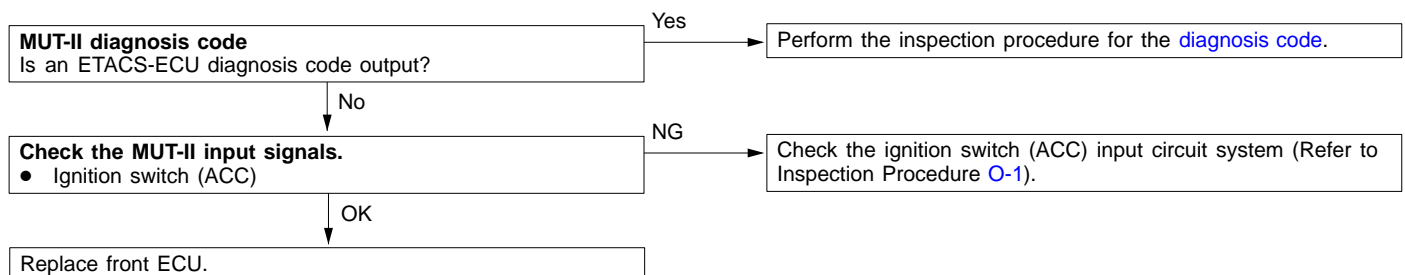 MUT-II diagnosis code
Is an ETACS-ECU diagnosis code output?
Yes
Perform the inspection procedure for the diagnosis code.
No
Check the MUT-II input signals.
● Ignition switch (ACC)
NG
Check the ignition switch (ACC) input circuit system (Refer to
Inspection Procedure O-1).
OK
Replace front ECU.